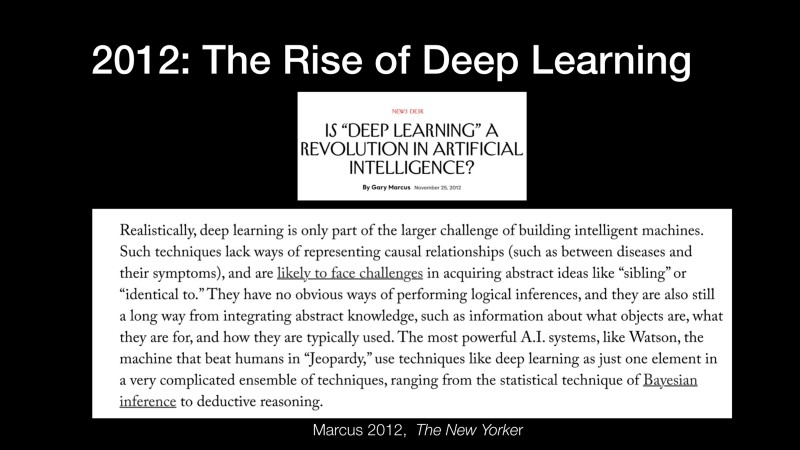 2012: The Rise of Deep Learning
NEWS DESK
IS “DEEP LEARNING” A
REVOLUTION IN ARTIFICIAL
INTELLIGENCE?
By Gary Marcus November 25, 2012
Realistically, deep learning is only part of the larger challenge of building intelligent machines.
Such techniques lack ways of representing causal relationships (such as between diseases and
their symptoms), and are likely to face challenges in acquiring abstract ideas like “sibling” or
“identical to.” They have no obvious ways of performing logical inferences, and they are also still
a long way from integrating abstract knowledge, such as information about what objects are, what
they are for, and how they are typically used. The most powerful A.I. systems, like Watson, the
machine that beat humans in “Jeopardy,” use techniques like deep learning as just one element in
a very complicated ensemble of techniques, ranging from the statistical technique of Bayesian
inference to deductive reasoning.
Marcus 2012, The New Yorker